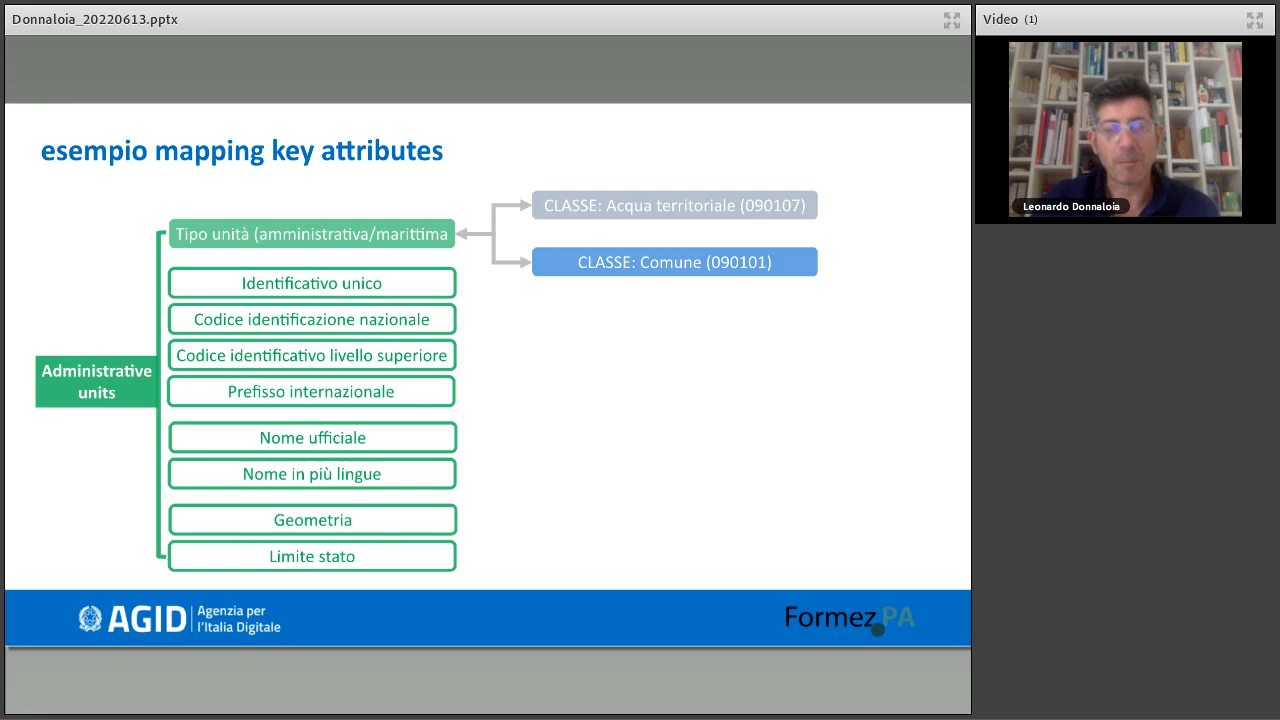 Donnaloia_20220613.pptx
Video (1)
esempio mapping key attributes
CLASSE: Acqua territoriale (090107)
Tipo unità (amministrativa/marittima
CLASSE: Comune (090101)
Identificativo unico
Codice identificazione nazionale
Codice identificativo livello superiore
Administrative
units
Prefisso internazionale
Nome ufficiale
Nome in più lingue
Geometria
Limite stato
AGID
Agenzia per
l'Italia Digitale
Formez PA
Leonardo Donnaloia